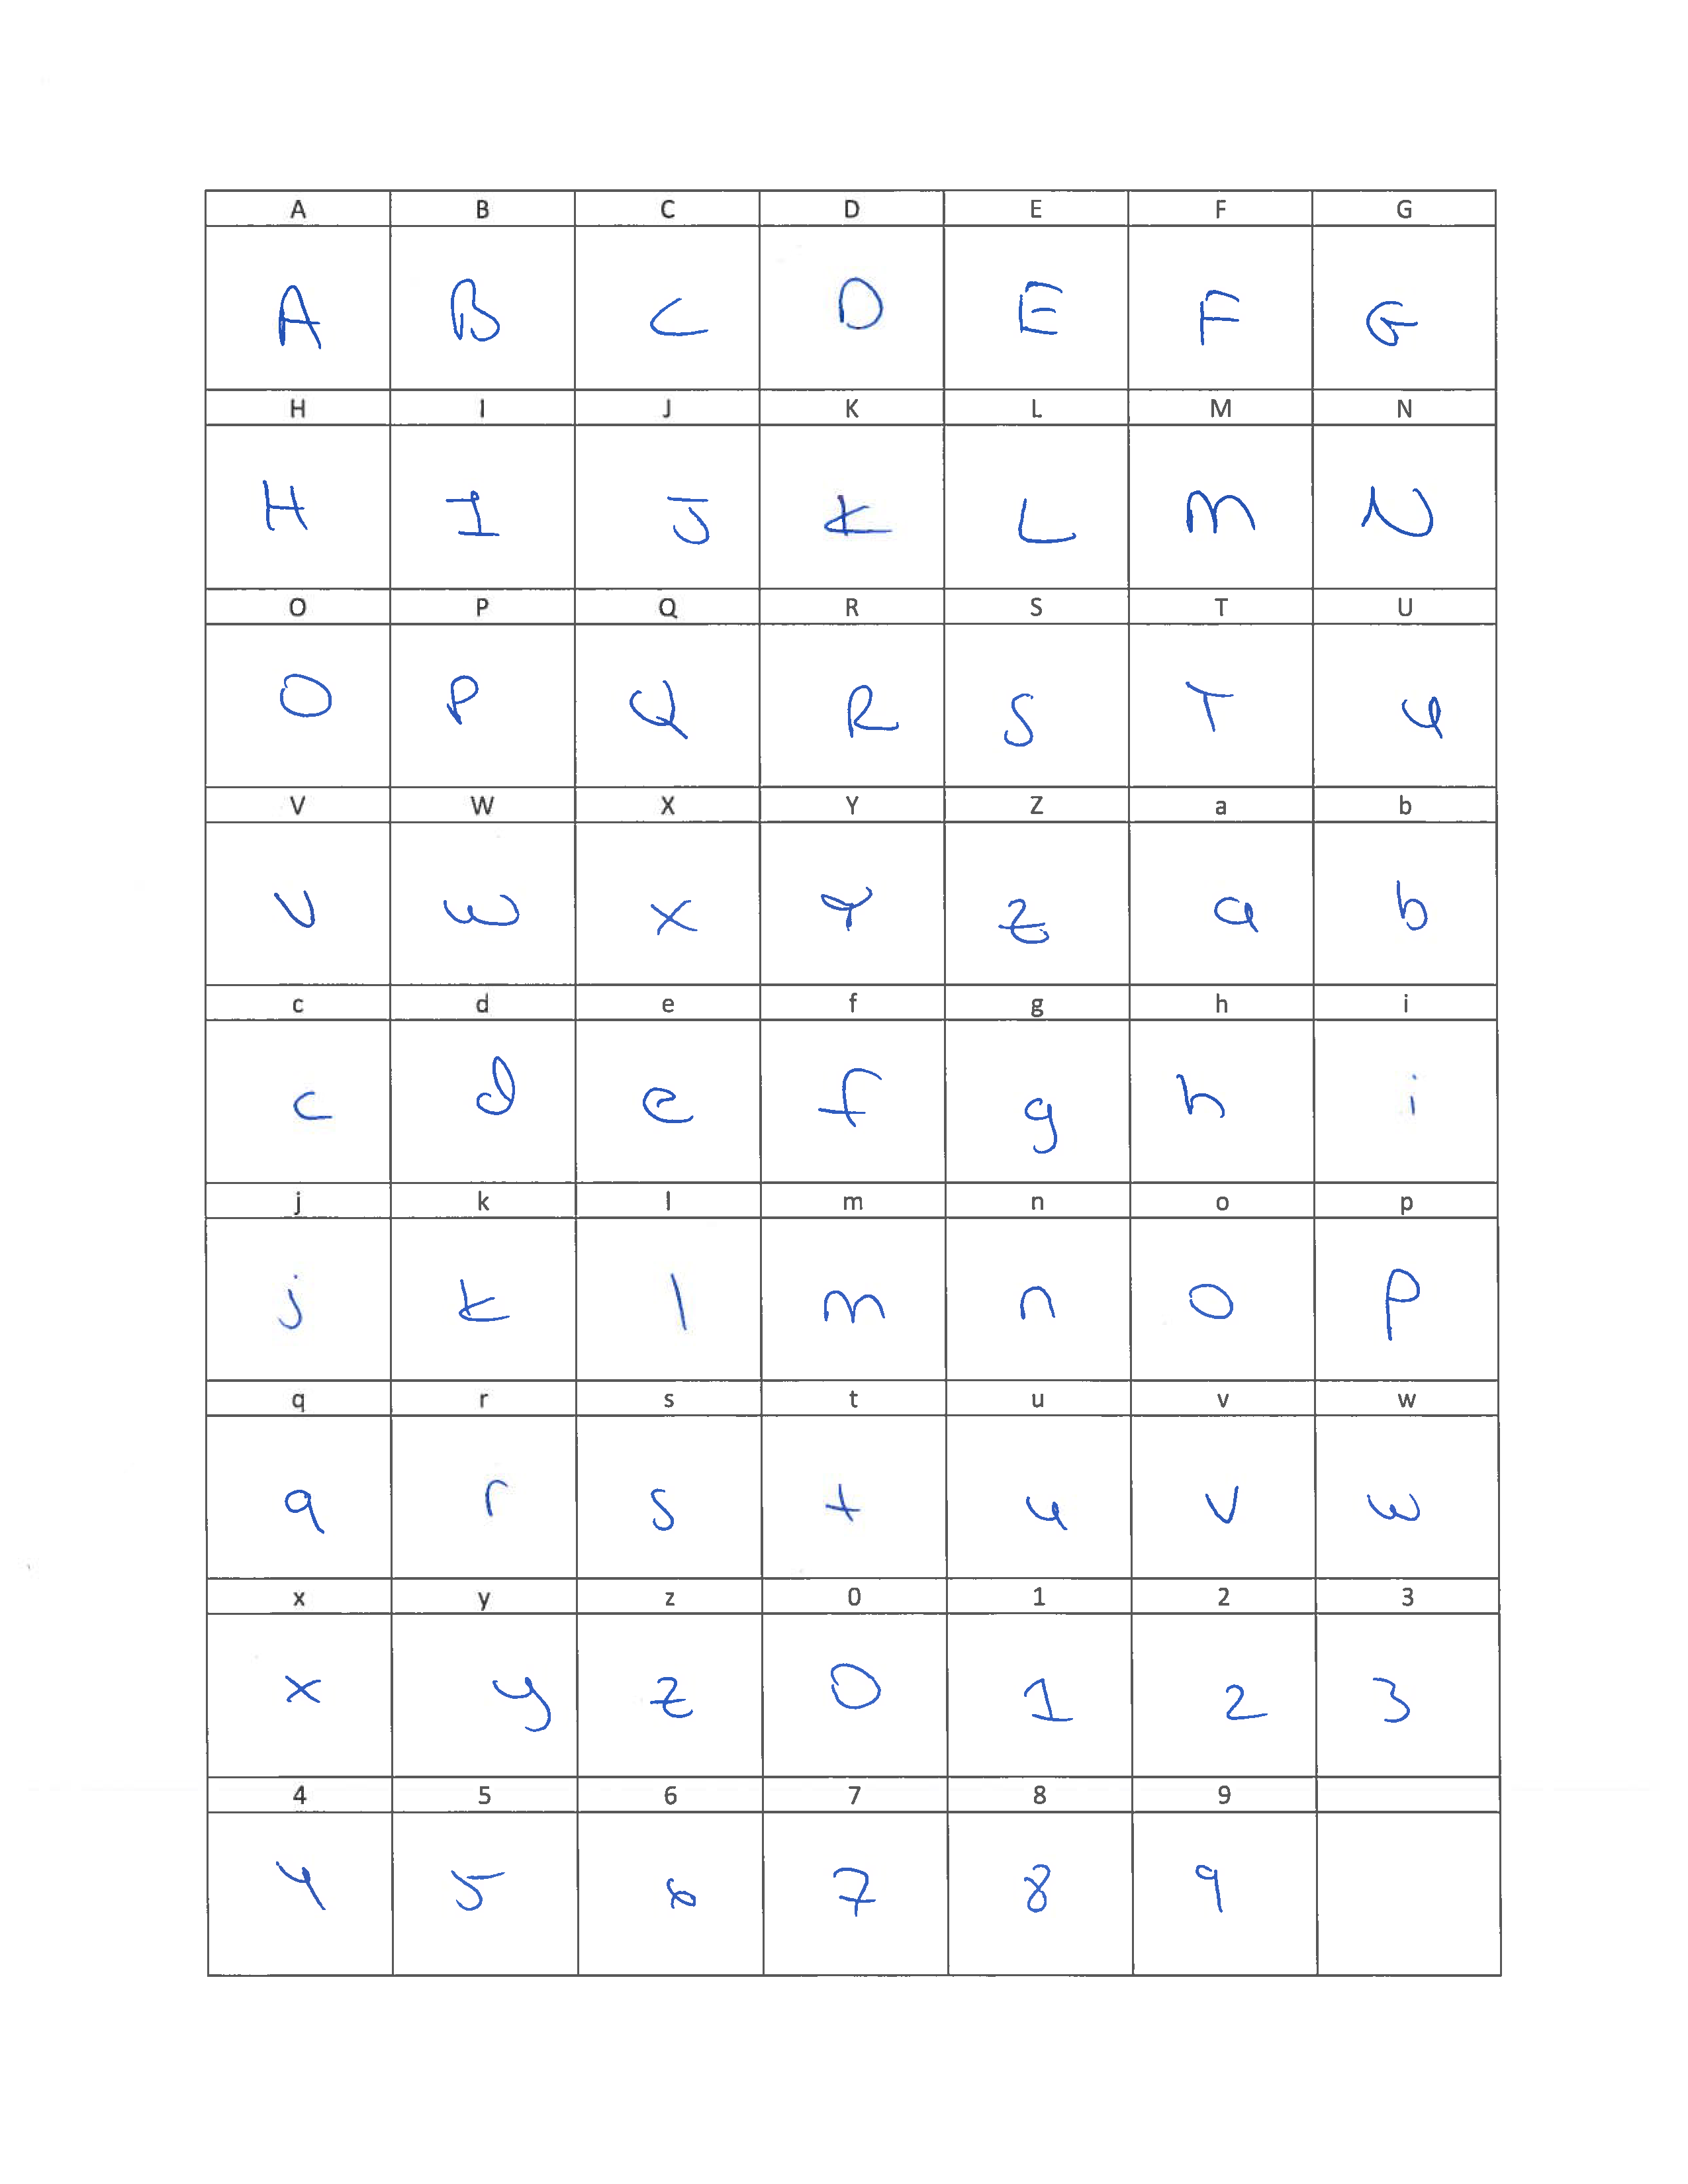 A B C D E F G
A B C D E F G
H I J K L M N
H I J K L M N
O P Q R S T U
O P Q R S T U
V W X Y Z a b
V W X Y Z a b
c d e f g h i
c d e f g h i
j k l m n o p
j k l m n o p
q r s t u v w
q r s t u v w
x y z 0 1 2 3
x y z 0 1 2 3
4 5 6 7 8 9
4 5 6 7 8 9